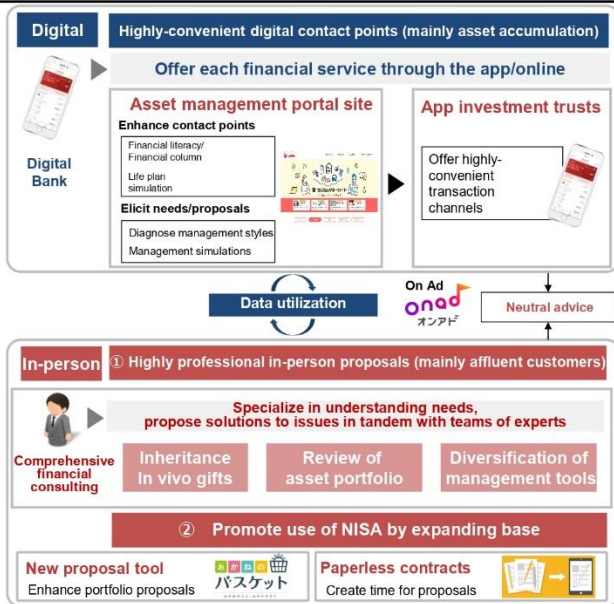 Digital
Highly-convenient digital contact points (mainly asset accumulation)
Offer each financial service through the app/online
Digital
Bank
Asset management portal site
Enhance contact points
Financial literacy/
Financial column
Life plan
simulation
Elicit needs/proposals
Diagnose management styles
Management simulations
App investment trusts
Offer highly-
convenient
transaction
channels
Data utilization
On Ad
onad
オンアド
Neutral advice
In-person
① Highly professional in-person proposals (mainly affluent customers)
Specialize in understanding needs,
propose solutions to issues in tandem with teams of experts
Comprehensive
financial
consulting
Inheritance
In vivo gifts
Review of
asset portfolio
Diversification of
management tools
② Promote use of NISA by expanding base
New proposal tool
Enhance portfolio proposals
おかねの
バスケット
Paperless contracts
Create time for proposals